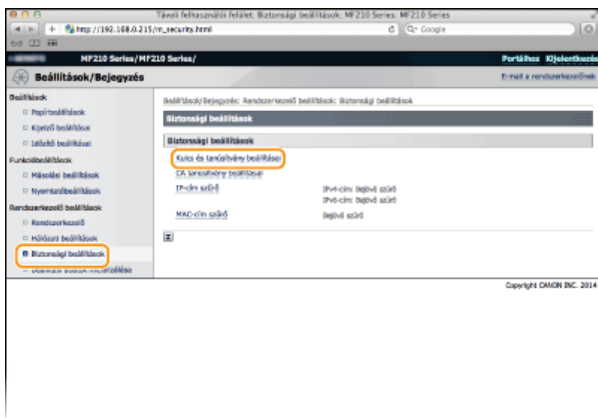 Távoli felhasználói felület: Biztonsági beállítások: MF210 Series: MF210 Series
http://192.168.0.215/m_security.html
Google
MF210 Series/MF210 Series/
Portálhoz Kijelentkezés
Beállítások/Bejegyzés
E-mail a rendszerkezelőnek
Beállítások
Papírbeállítások
Kijelző beállításai
Időzítő beállításai
Funkcióbeállítások
Másolási beállítások
Nyomtatóbeállítások
Rendszerkezelő beállítások
Rendszerkezelő
Hálózati beállítások
Biztonsági beállítások
Beállítás/Bejegyzés: Rendszerkezelő beállítások: Biztonsági beállítások
Biztonsági beállítások
Biztonsági beállítások
Kulcs és tanúsítvány beállításai
CA tanúsítvány beállításai
IP-cím szűrő
IPv4-cím: Bejövő szűrő
IPv6-cím: Bejövő szűrő
MAC-cím szűrő
Bejövő szűrő
Copyright CANON INC. 2014